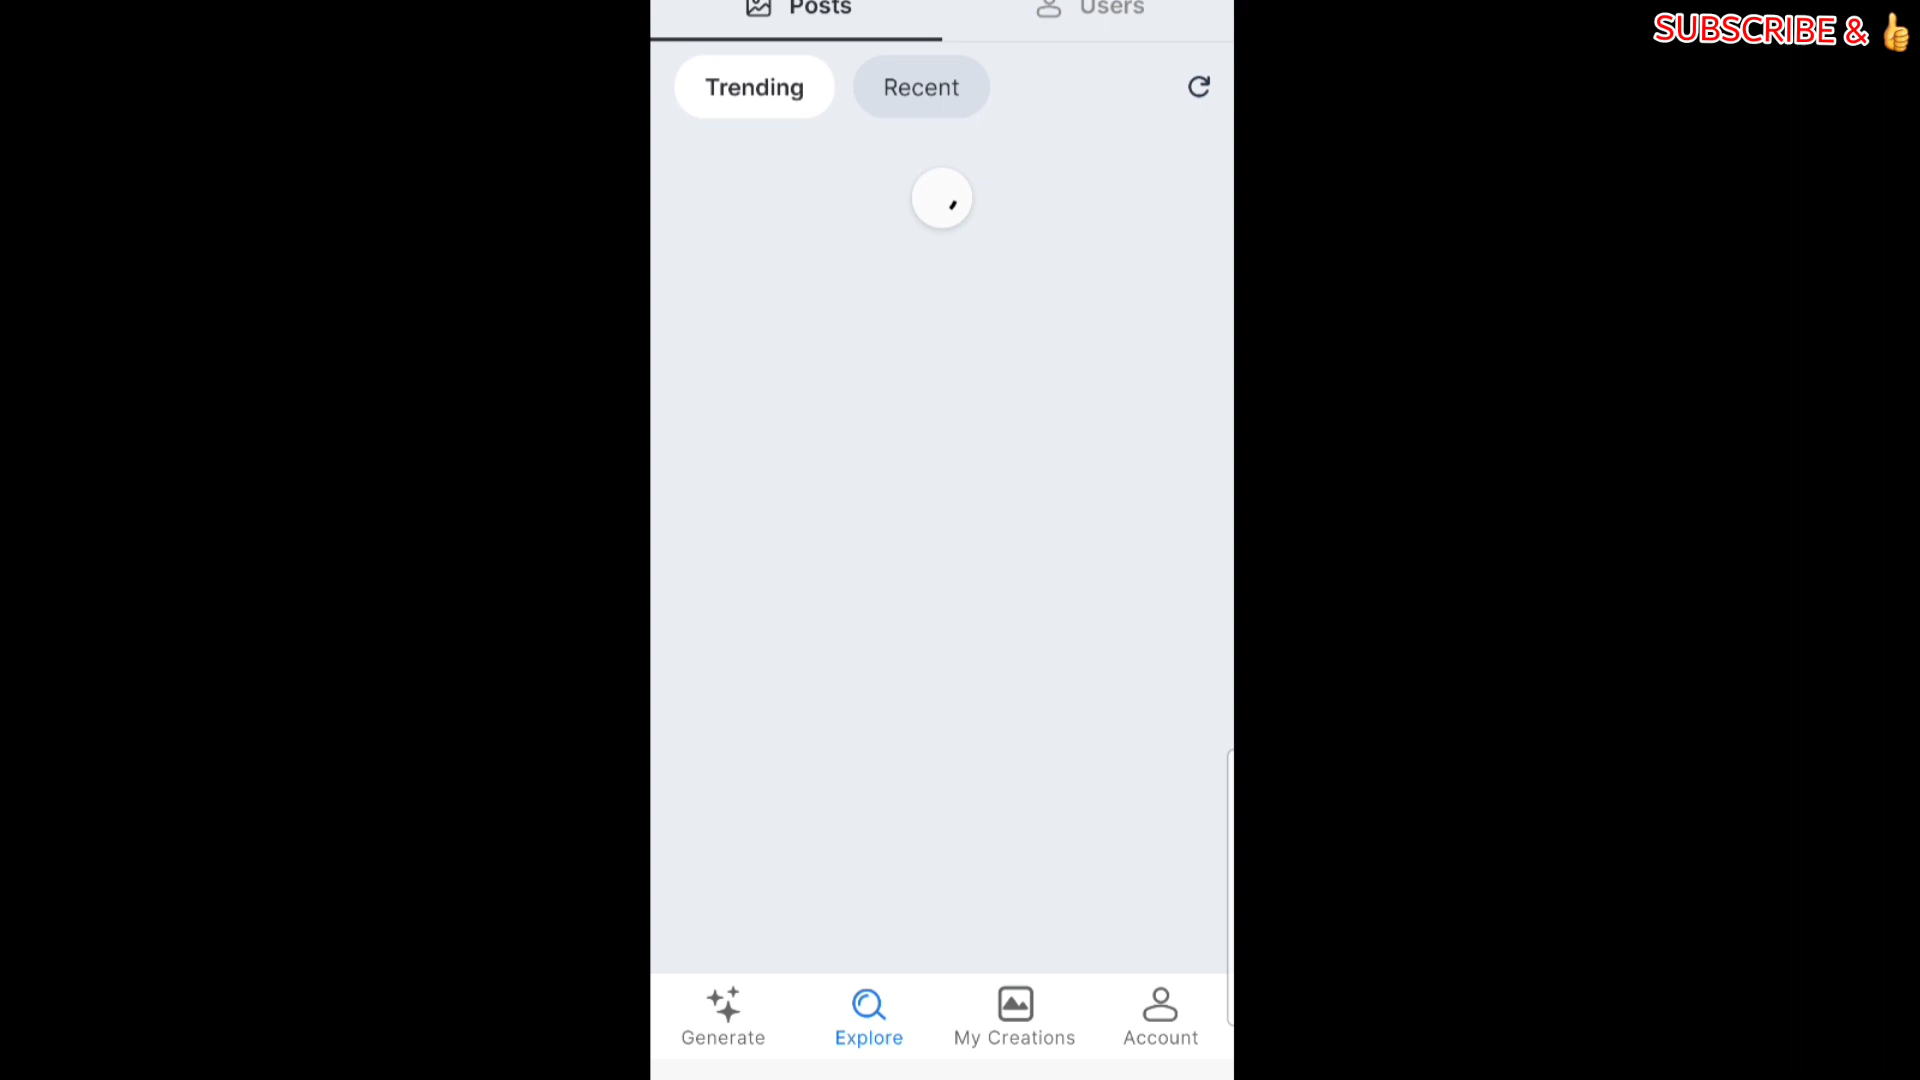 Posts Users
SUBSCRIBE & 👍
Trending Recent
Generate Explore My Creations Account